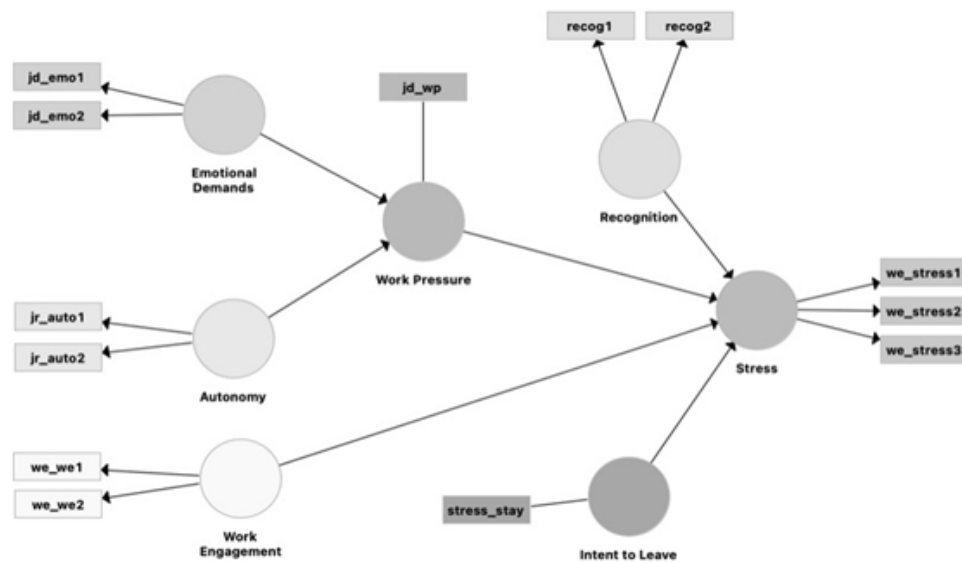 recog1
recog2
jd_emo1
jd_emo2
jd_wp
Emotional
Demands
Recognition
Work Pressure
we_stress1
we_stress2
we_stress3
jr_auto1
jr_auto2
Stress
Autonomy
we_we1
we_we2
stress_stay
Work
Engagement
Intent to Leave